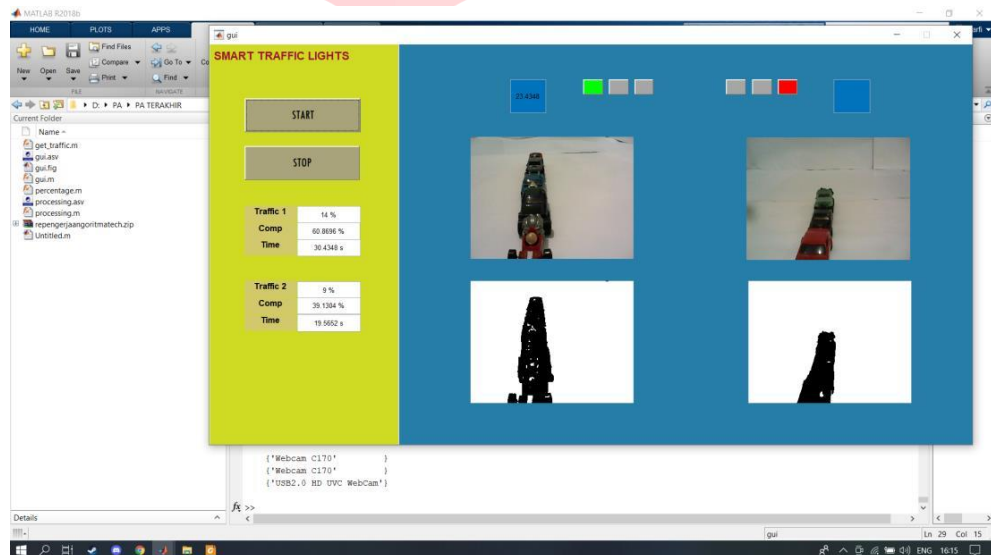 MATLAB R2018b
HOME PLOTS APPS
New Open Save
Find Files
Compare
Print
Go To
Find
FILE
NAVIGATE
D: PA PA TERAKHIR
Current Folder
Name
get_traffic.m
gui.asv
gui.fig
gui.m
percentage.m
processing.asv
processing.m
repengerjaangoritmatech.zip
Untitled.m
Details
gui
SMART TRAFFIC LIGHTS
START
STOP
Traffic 1 14 %
Comp 60.8696 %
Time 30.4348 s
Traffic 2 9 %
Comp 39.1304 %
Time 19.5652 s
23.4348
{'Webcam C170' }
{'Webcam C170' }
{'USB2.0 HD UVC WebCam'}
fx >>
gui Ln 29 Col 15
ENG 16:15